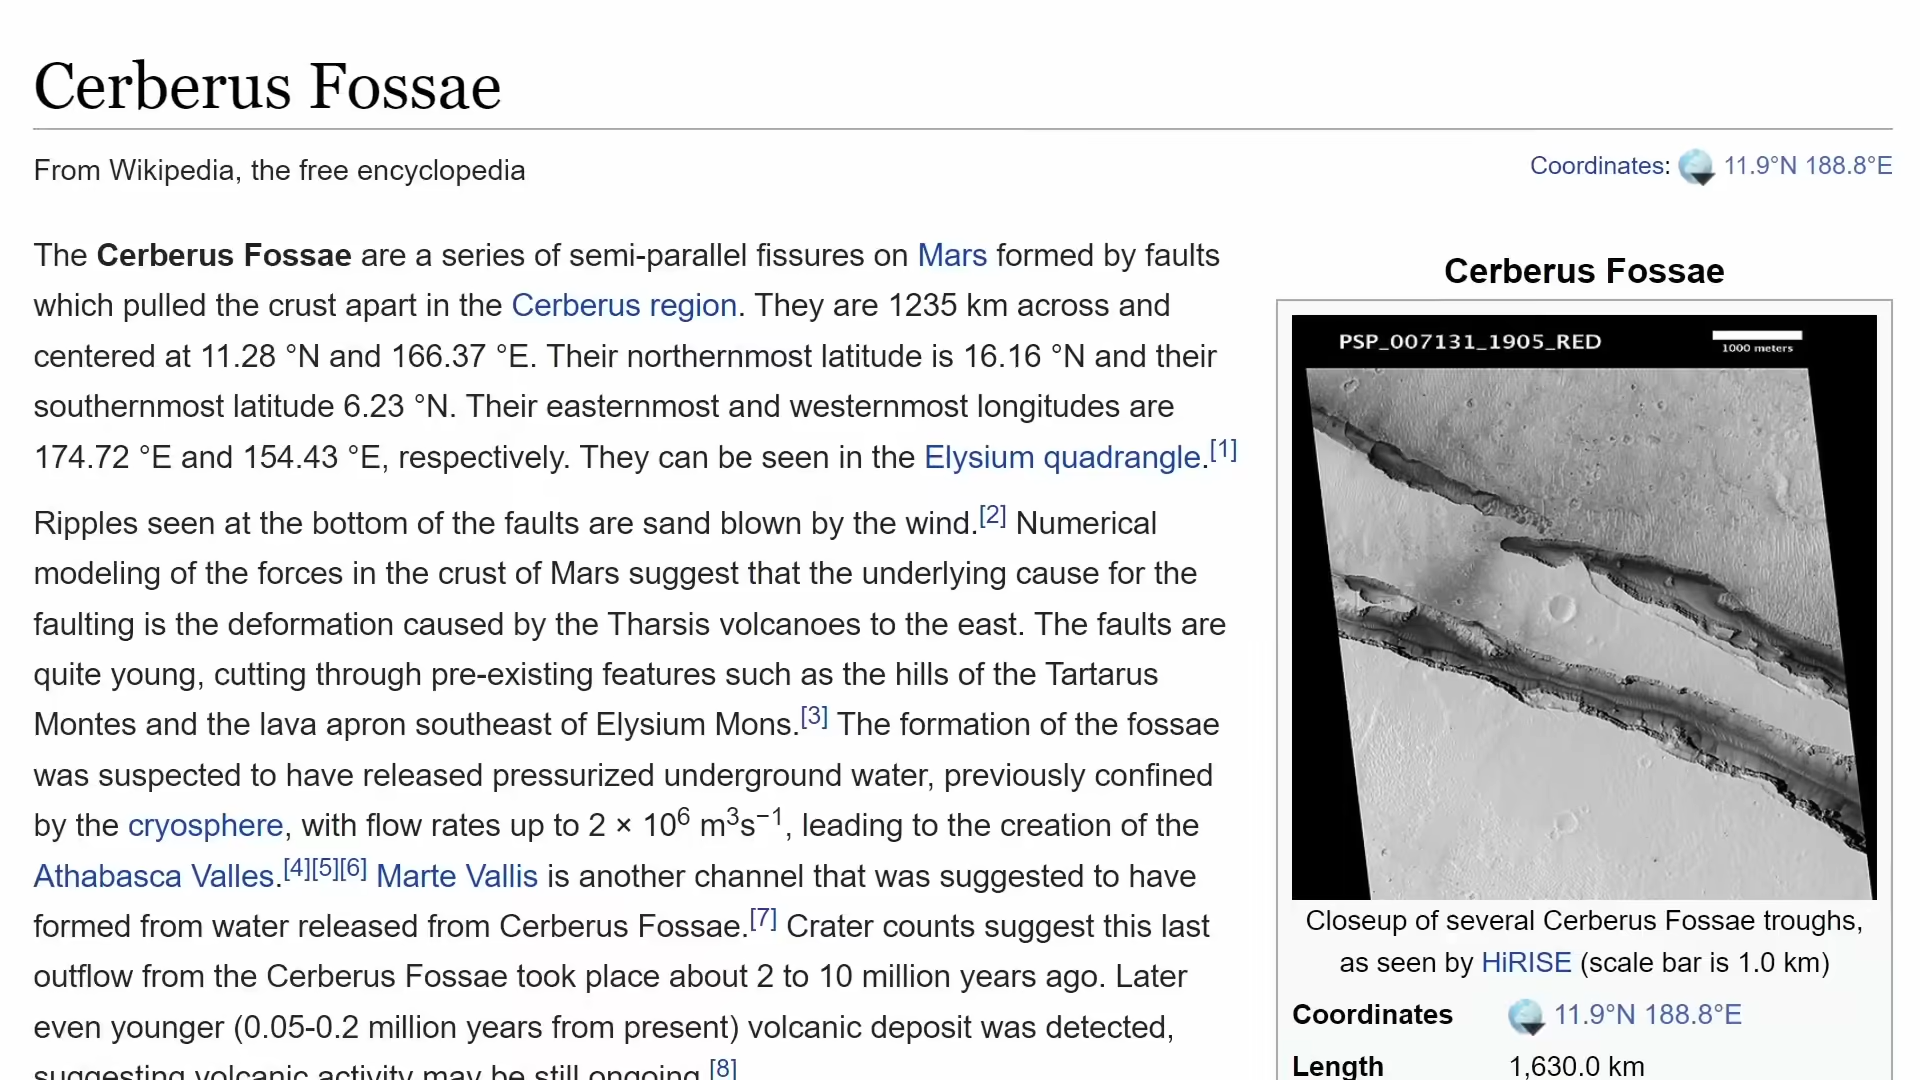 Cerberus Fossae
From Wikipedia, the free encyclopedia
Coordinates: 11.9°N 188.8°E
The Cerberus Fossae are a series of semi-parallel fissures on Mars formed by faults
which pulled the crust apart in the Cerberus region. They are 1235 km across and
centered at 11.28 °N and 166.37 °E. Their northernmost latitude is 16.16 °N and their
southernmost latitude 6.23 °N. Their easternmost and westernmost longitudes are
174.72 °E and 154.43 °E, respectively. They can be seen in the Elysium quadrangle.[1]
Ripples seen at the bottom of the faults are sand blown by the wind.[2] Numerical
modeling of the forces in the crust of Mars suggest that the underlying cause for the
faulting is the deformation caused by the Tharsis volcanoes to the east. The faults are
quite young, cutting through pre-existing features such as the hills of the Tartarus
Montes and the lava apron southeast of Elysium Mons.[3] The formation of the fossae
was suspected to have released pressurized underground water, previously confined
by the cryosphere, with flow rates up to 2 × 10⁶ m³s⁻¹, leading to the creation of the
Athabasca Valles.[4][5][6] Marte Vallis is another channel that was suggested to have
formed from water released from Cerberus Fossae.[7] Crater counts suggest this last
outflow from the Cerberus Fossae took place about 2 to 10 million years ago. Later
even younger (0.05-0.2 million years from present) volcanic deposit was detected,
suggesting volcanic activity may be still ongoing.[8]
Cerberus Fossae
PSP_007131_1905_RED
1000 meters
Closeup of several Cerberus Fossae troughs,
as seen by HiRISE (scale bar is 1.0 km)
Coordinates 11.9°N 188.8°E
Length 1,630.0 km